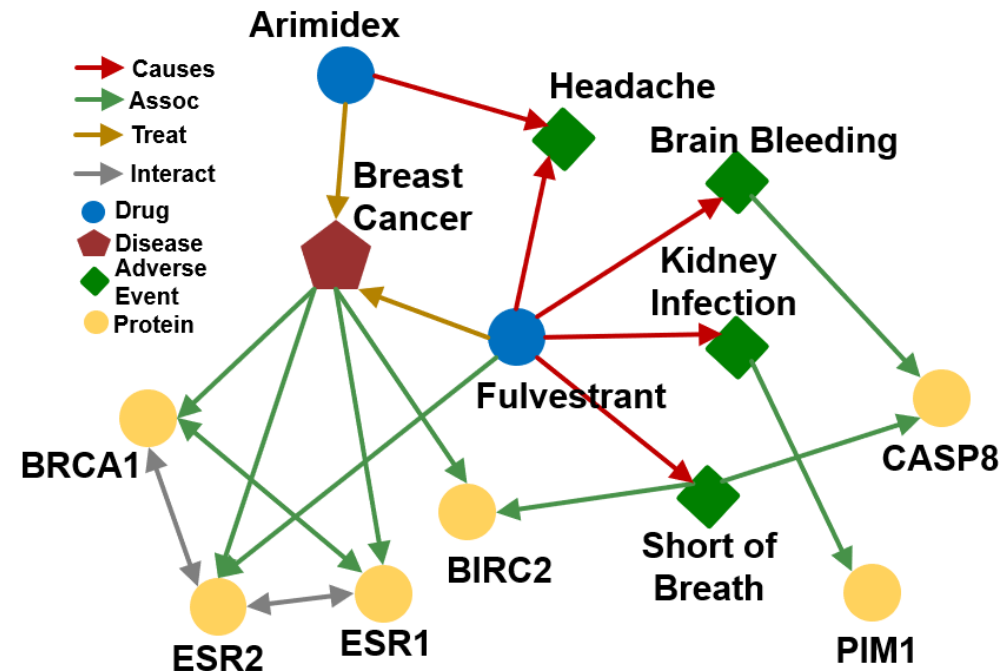 Arimidex
Causes
Assoc
Treat
Interact
Drug
Disease
Adverse
Event
Protein
Headache
Brain Bleeding
Breast
Cancer
Kidney
Infection
Fulvestrant
BRCA1
CASP8
BIRC2
Short of
Breath
ESR2
ESR1
PIM1